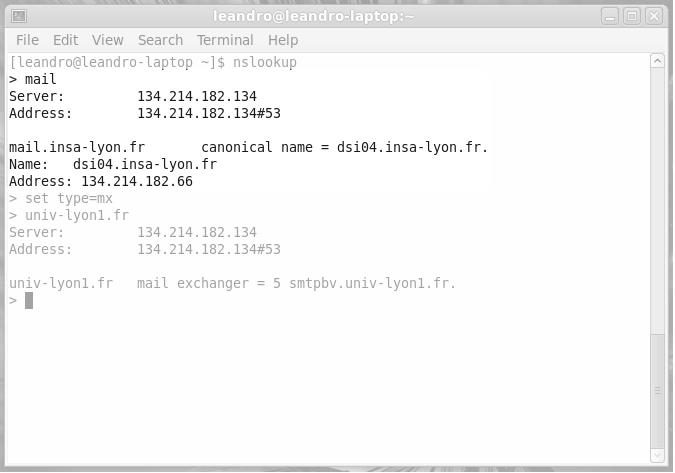 leandro@leandro-laptop:~
File Edit View Search Terminal Help
[leandro@leandro-laptop ~]$ nslookup
> mail
Server:         134.214.182.134
Address:        134.214.182.134#53
mail.insa-lyon.fr       canonical name = dsi04.insa-lyon.fr.
Name:   dsi04.insa-lyon.fr
Address: 134.214.182.66
> set type=mx
> univ-lyon1.fr
Server:         134.214.182.134
Address:        134.214.182.134#53
univ-lyon1.fr   mail exchanger = 5 smtpbv.univ-lyon1.fr.
>